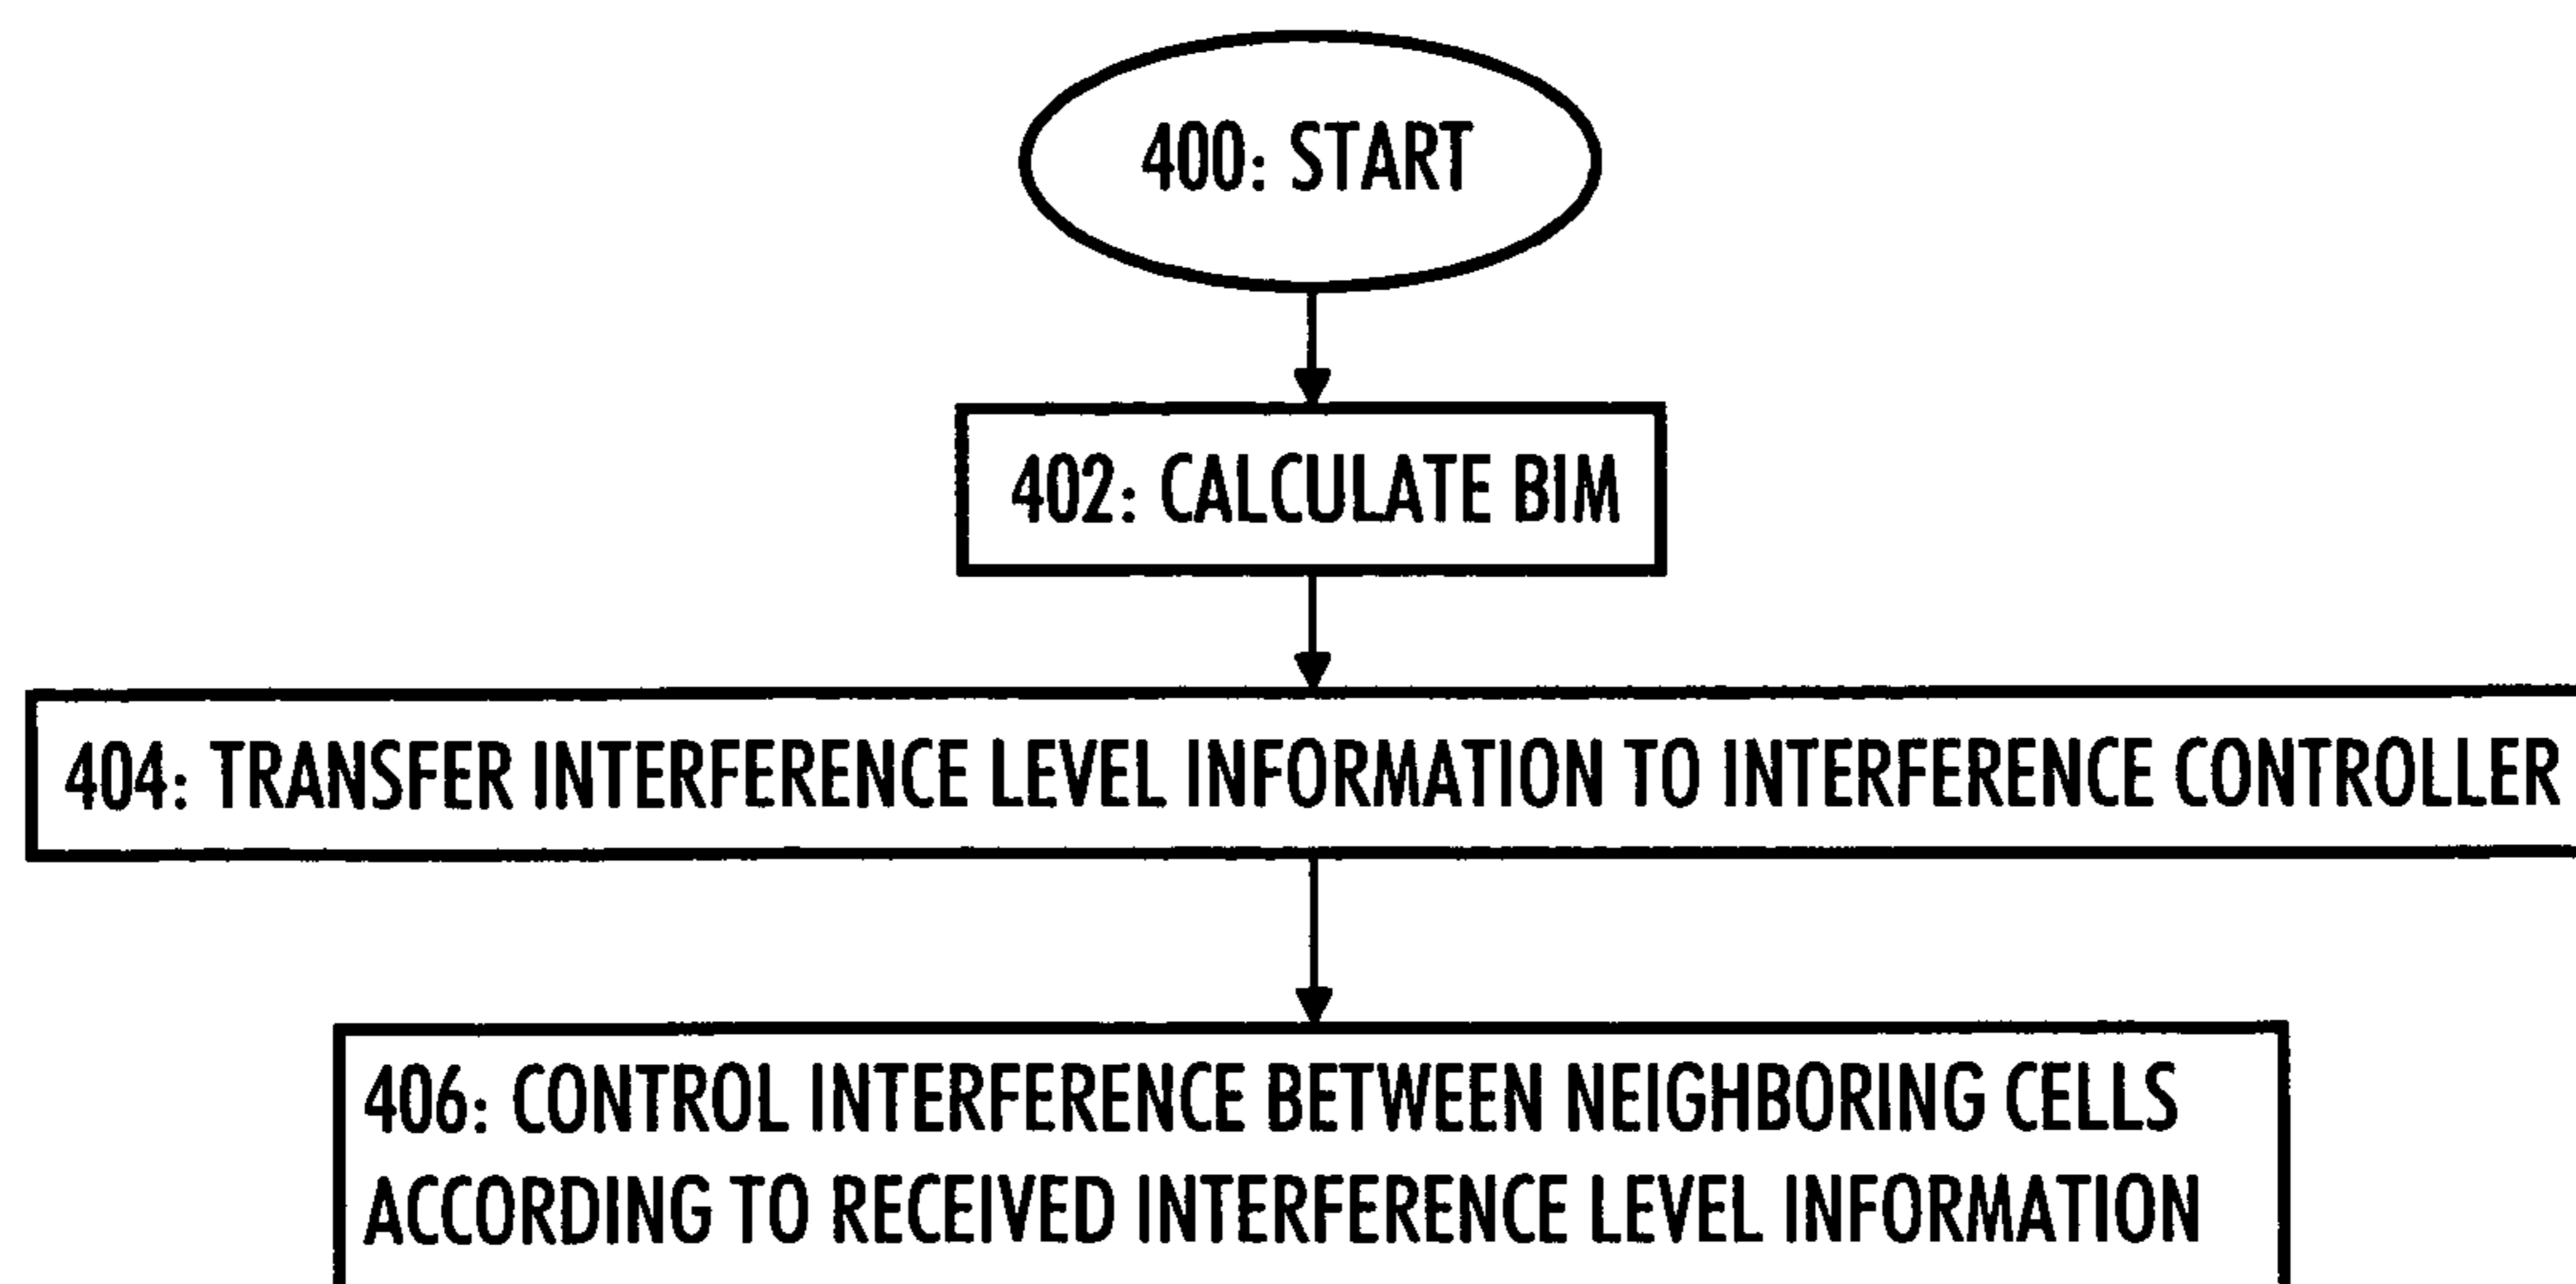 400: START
402: CALCULATE BIM
404: TRANSFER INTERFERENCE LEVEL INFORMATION TO INTERFERENCE CONTROLLER
406: CONTROL INTERFERENCE BETWEEN NEIGHBORING CELLS
ACCORDING TO RECEIVED INTERFERENCE LEVEL INFORMATION